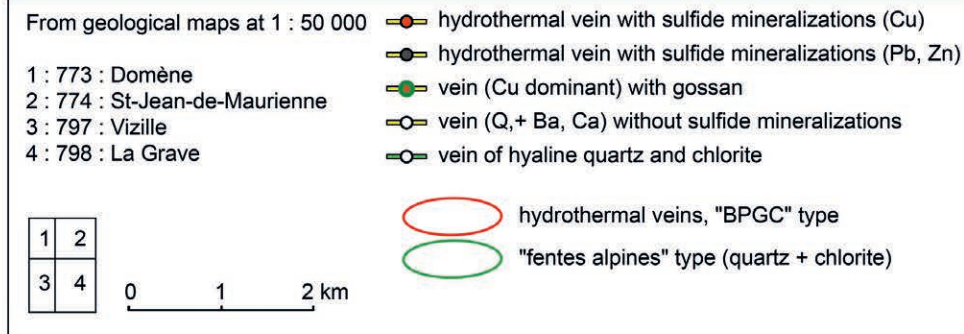 From geological maps at 1 : 50 000
1 : 773 : Domène
2 : 774 : St-Jean-de-Maurienne
3 : 797 : Vizille
4 : 798 : La Grave
hydrothermal vein with sulfide mineralizations (Cu)
hydrothermal vein with sulfide mineralizations (Pb, Zn)
vein (Cu dominant) with gossan
vein (Q,+ Ba, Ca) without sulfide mineralizations
vein of hyaline quartz and chlorite
hydrothermal veins, "BPGC" type
"fentes alpines" type (quartz + chlorite)
1 2
3 4
0 1 2 km